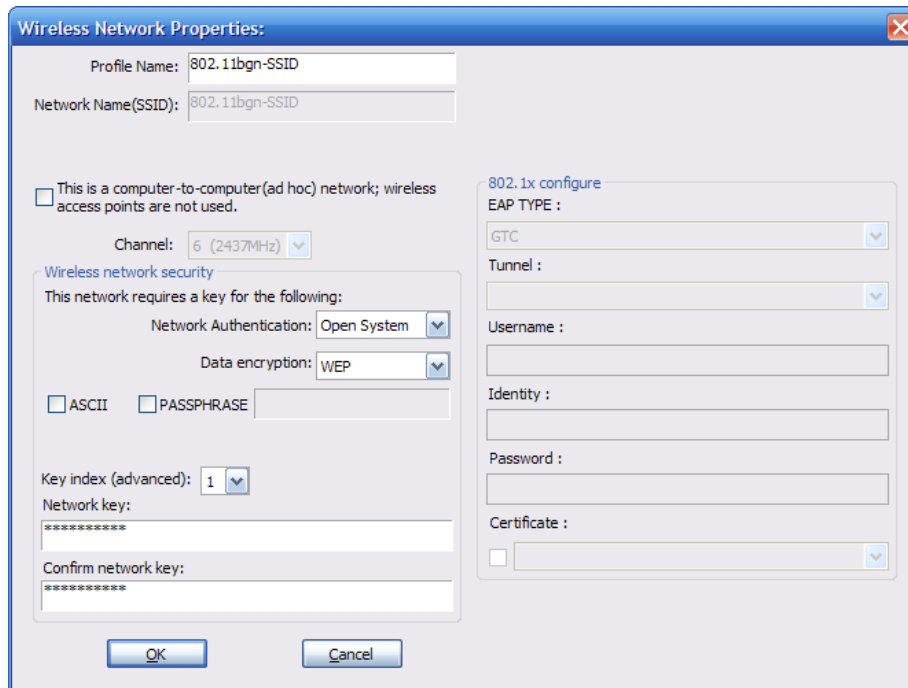 Wireless Network Properties:
Profile Name: 802.11bgn-SSID
Network Name(SSID): 802.11bgn-SSID
This is a computer-to-computer(ad hoc) network; wireless
access points are not used.
Channel: 6 (2437MHz)
Wireless network security
This network requires a key for the following:
Network Authentication: Open System
Data encryption: WEP
ASCII PASSPHRASE
Key index (advanced): 1
Network key:
**********
Confirm network key:
**********
OK Cancel
802.1x configure
EAP TYPE :
GTC
Tunnel :
Username :
Identity :
Password :
Certificate :